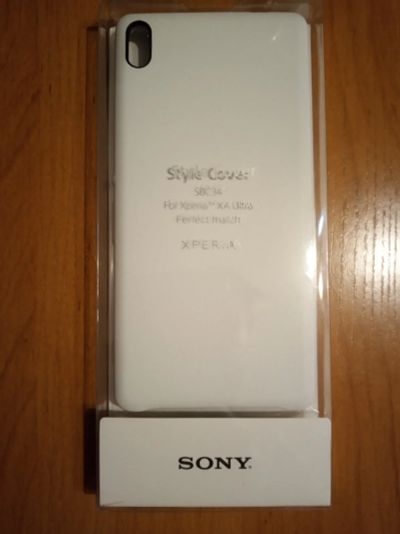 Style Cover
SBC34
For Xperia™ XA Ultra
Perfect match
XPERIA
SONY